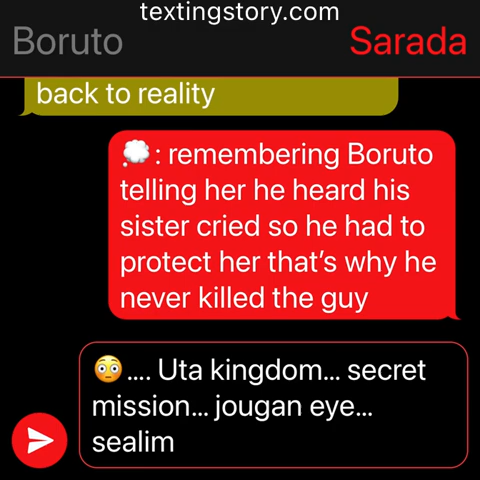 textingstory.com
Boruto Sarada
back to reality
💭: remembering Boruto
telling her he heard his
sister cried so he had to
protect her that’s why he
never killed the guy
😳.... Uta kingdom... secret
mission... jougan eye...
sealim